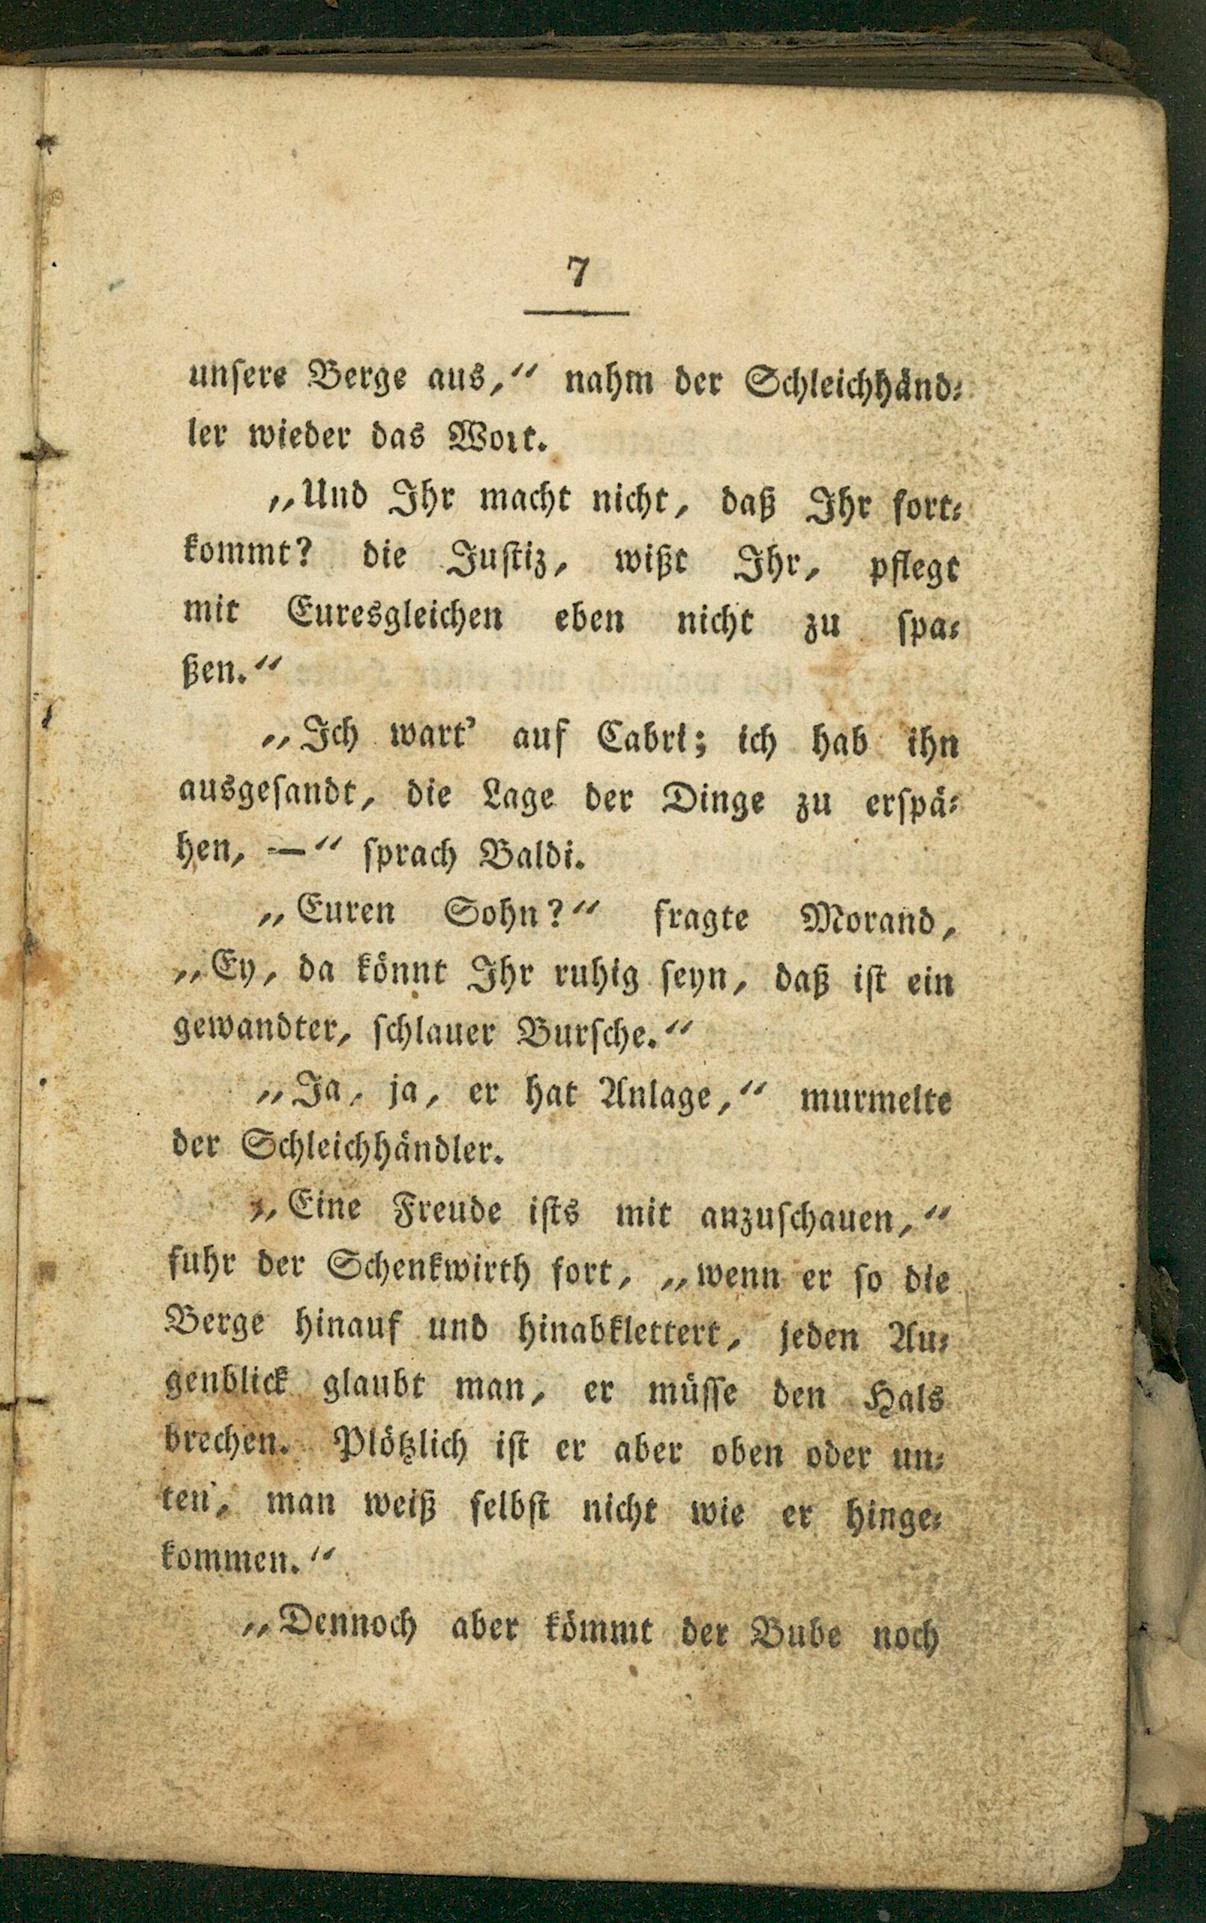 7
unſere Berge aus,“ nahm der Schleichhänd⸗
ler wieder das Wort.
„Und Ihr macht nicht, daß Ihr fort⸗
kommt? die Juſtiz, wißt Ihr, pflegt
mit Euresgleichen eben nicht zu ſpa⸗
ßen.“
„Ich wart’ auf Cabri; ich hab ihn
ausgeſandt, die Lage der Dinge zu erſpä⸗
hen, —“ ſprach Baldi.
„Euren Sohn?“ fragte Morand,
„Ey, da könnt Ihr ruhig ſeyn, daß iſt ein
gewandter, ſchlauer Burſche.“
„Ja, ja, er hat Anlage,“ murmelte
der Schleichhändler.
„Eine Freude iſts mit anzuſchauen,“
fuhr der Schenkwirth fort, „wenn er ſo die
Berge hinauf und hinabklettert, jeden Au⸗
genblick glaubt man, er müſſe den Hals
brechen. Plötzlich iſt er aber oben oder un⸗
ten, man weiß ſelbſt nicht wie er hinge⸗
kommen.“
„Dennoch aber kömmt der Bube noch